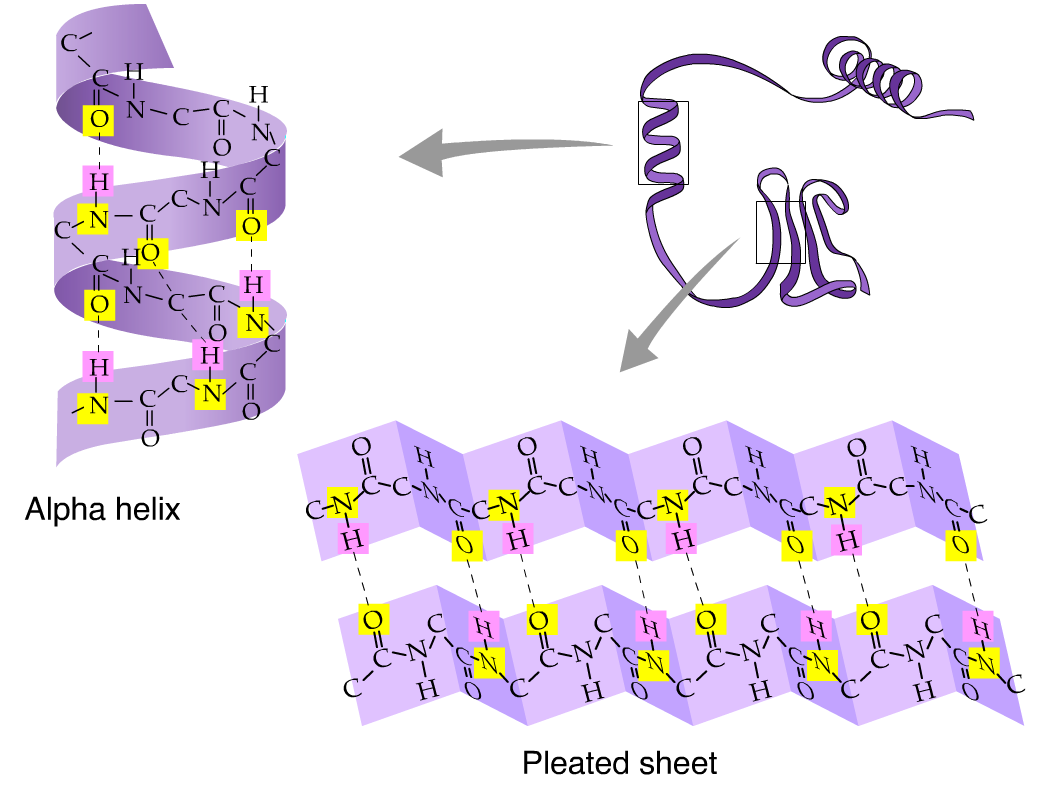 C
C H
O N C C H
O N C
H H
N C C N C
C O O
C H
O N C C H
O N C
H H
N C C N C
O O
Alpha helix
O H O H O H O H
C N C C N C C N C C N C C N C C N C C N C C N C C
H O H O H O H O
O H O H O H O H
C N C C N C N C C N C N C C N C N C C N
C H O C H O C H O C H O C
Pleated sheet